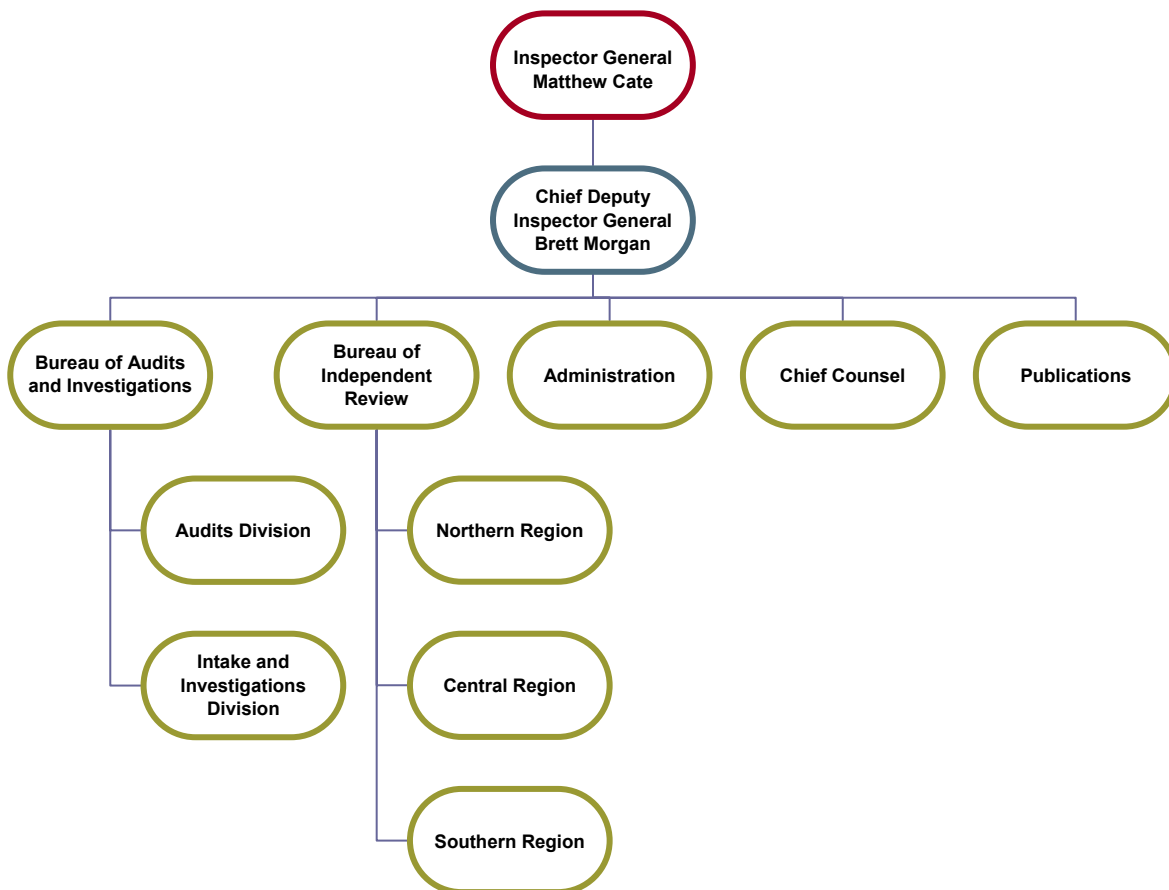 Inspector General
Matthew Cate
Chief Deputy
Inspector General
Brett Morgan
Bureau of Audits
and Investigations
Bureau of
Independent
Review
Administration
Chief Counsel
Publications
Audits Division
Northern Region
Intake and
Investigations
Division
Central Region
Southern Region